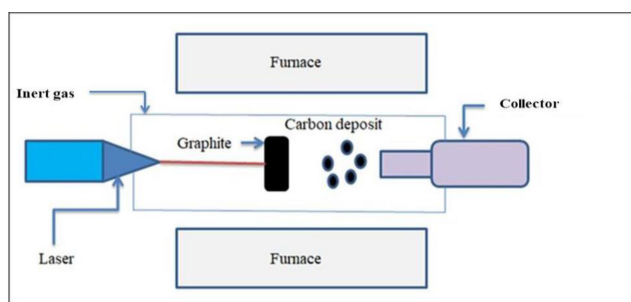 Furnace
Inert gas
Collector
Carbon deposit
Graphite
Laser
Furnace